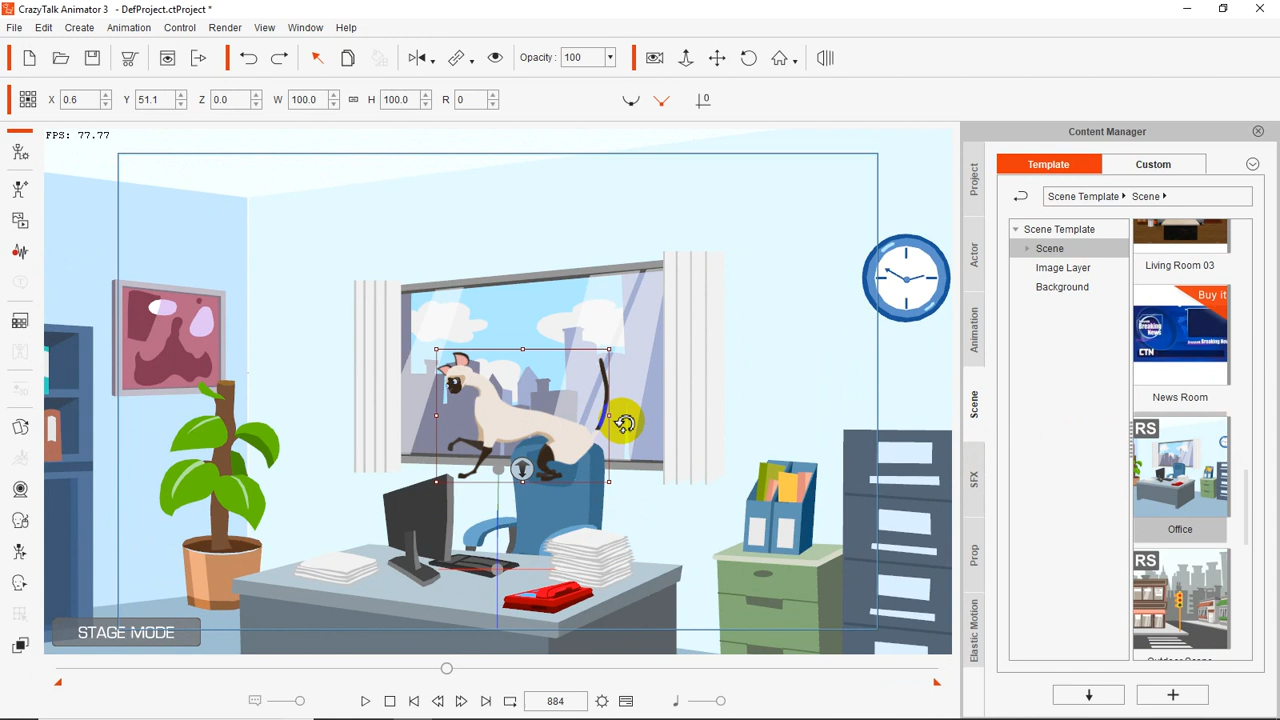 CrazyTalk Animator 3 - DefProject.ctProject *
File Edit Create Animation Control Render View Window Help
Opacity : 100
X 0.6 Y 51.1 Z 0.0 W 100.0 H 100.0 R 0
FPS: 77.77
Content Manager
Template Custom
Scene Template Scene
Scene Template
Scene
Image Layer
Background
Project
Actor
Animation
Scene
SFX
Prop
Elastic Motion
Living Room 03
Buy it
Breaking News
CTN
News Room
RS
Office
RS
STAGE MODE
884